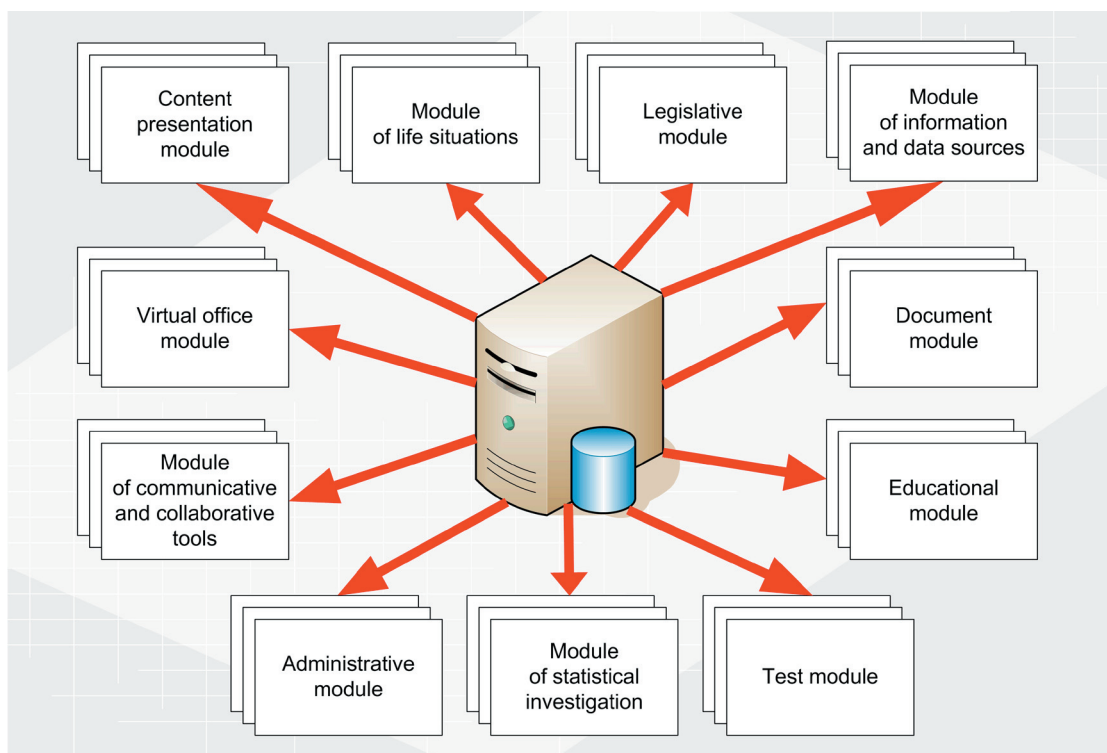 Content
presentation
module
Module
of life situations
Legislative
module
Module
of information
and data sources
Virtual office
module
Document
module
Module
of communicative
and collaborative
tools
Educational
module
Administrative
module
Module
of statistical
investigation
Test module